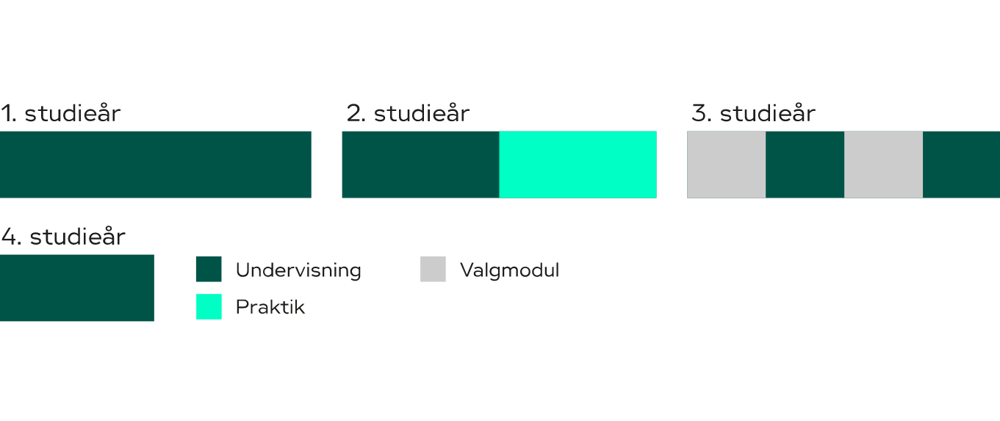 1. studieår
2. studieår
3. studieår
4. studieår
Undervisning
Valgmodul
Praktik